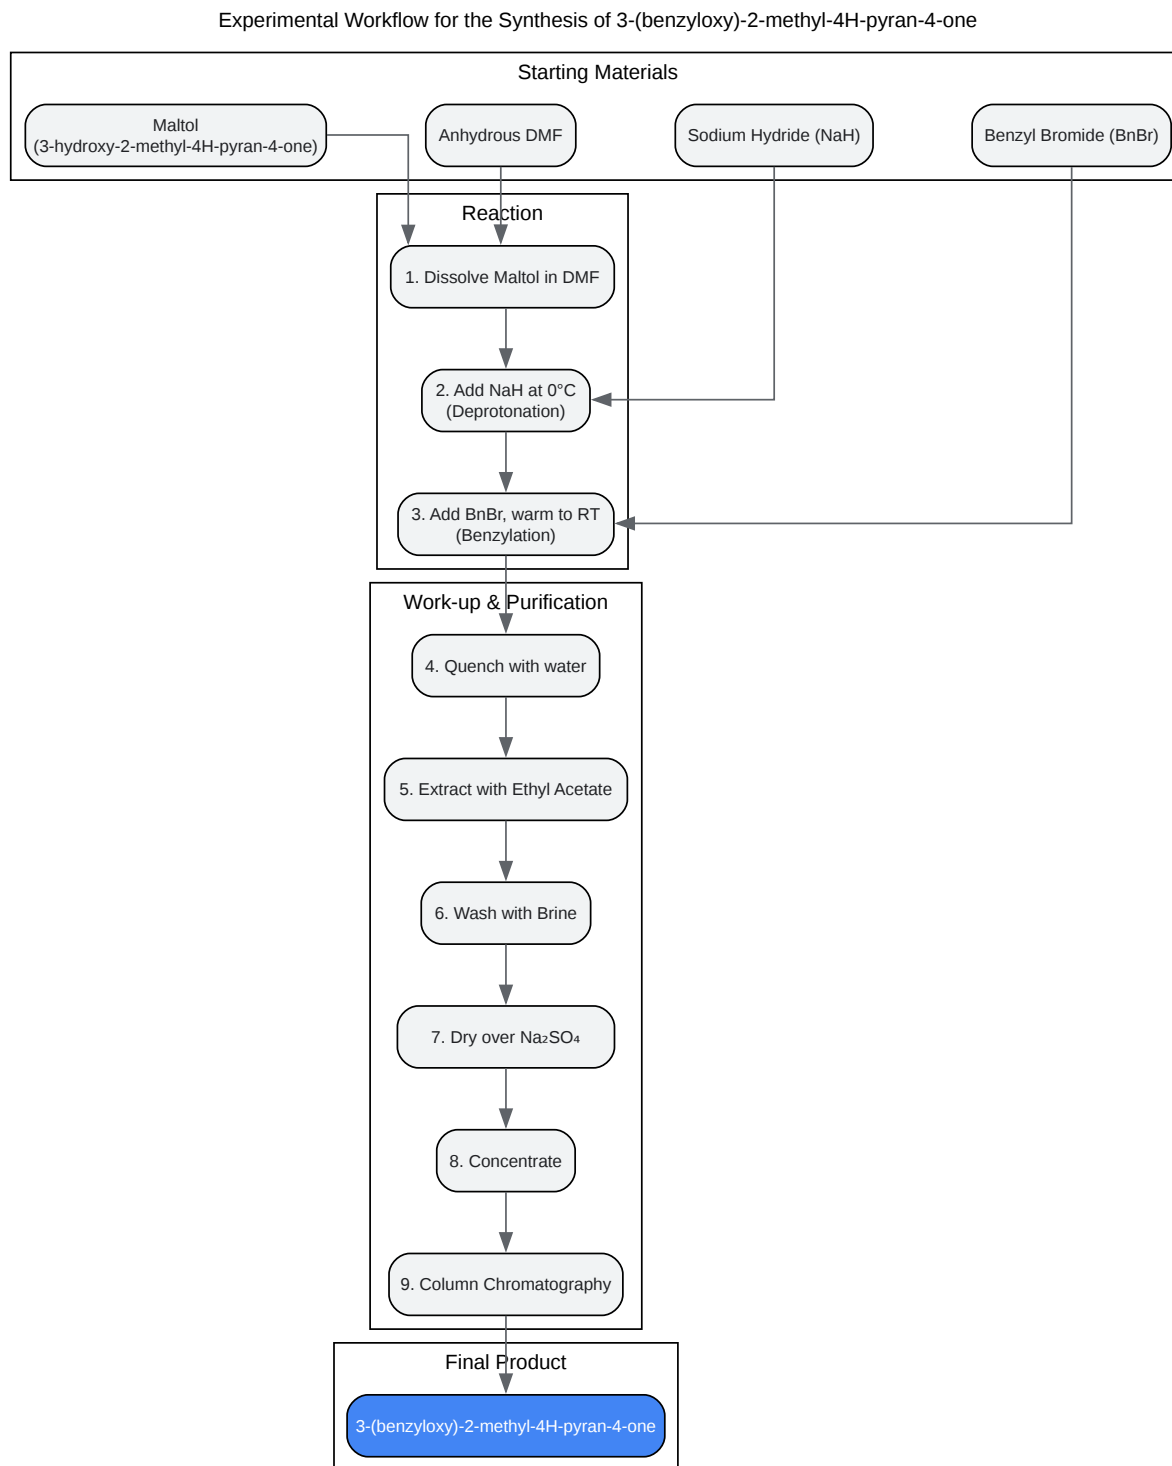 Experimental Workflow for the Synthesis of 3-(benzyloxy)-2-methyl-4H-pyran-4-one
Starting Materials
Maltol
(3-hydroxy-2-methyl-4H-pyran-4-one)
Anhydrous DMF
Sodium Hydride (NaH)
Benzyl Bromide (BnBr)
Reaction
1. Dissolve Maltol in DMF
2. Add NaH at 0°C
(Deprotonation)
3. Add BnBr, warm to RT
(Benzylation)
Work-up & Purification
4. Quench with water
5. Extract with Ethyl Acetate
6. Wash with Brine
7. Dry over Na₂SO₄
8. Concentrate
9. Column Chromatography
Final Product
3-(benzyloxy)-2-methyl-4H-pyran-4-one